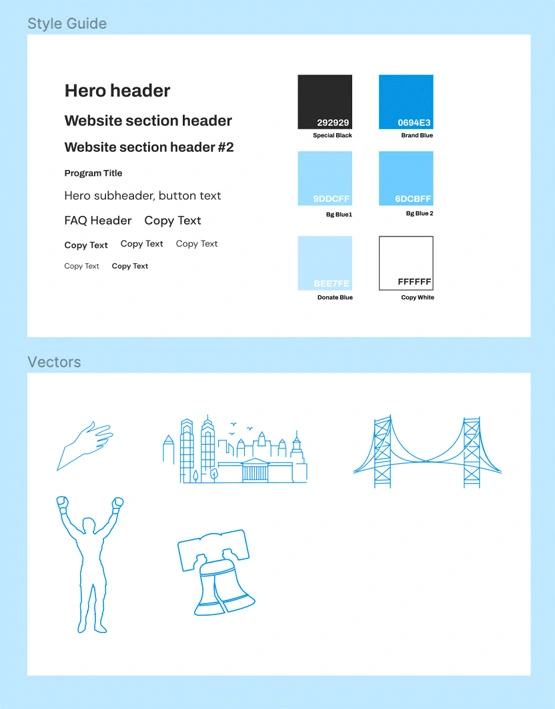 Style Guide
Hero header
Website section header
Website section header #2
Program Title
Hero subheader, button text
FAQ Header Copy Text
Copy Text Copy Text Copy Text
Copy Text Copy Text
292929
Special Black
0694E3
Brand Blue
9DDCFF
Bg Blue1
6DCBFF
Bg Blue 2
BEE7FE
Donate Blue
FFFFFF
Copy White
Vectors